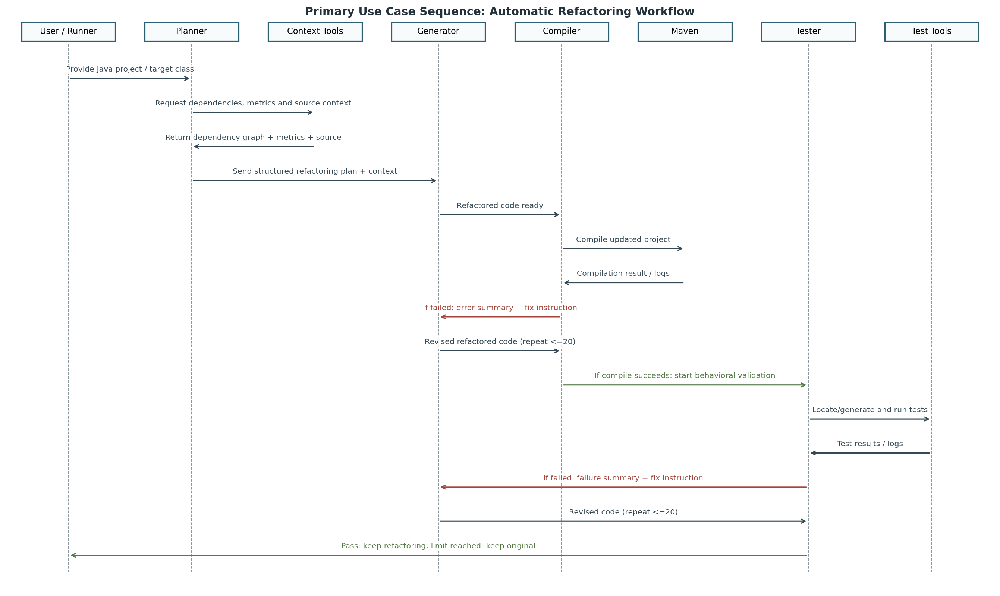 Primary Use Case Sequence: Automatic Refactoring Workflow
User / Runner
Planner
Context Tools
Generator
Compiler
Maven
Tester
Test Tools
Provide Java project / target class
Request dependencies, metrics and source context
Return dependency graph + metrics + source
Send structured refactoring plan + context
Refactored code ready
Compile updated project
Compilation result / logs
If failed: error summary + fix instruction
Revised refactored code (repeat <=20)
If compile succeeds: start behavioral validation
Locate/generate and run tests
Test results / logs
If failed: failure summary + fix instruction
Revised code (repeat <=20)
Pass: keep refactoring; limit reached: keep original